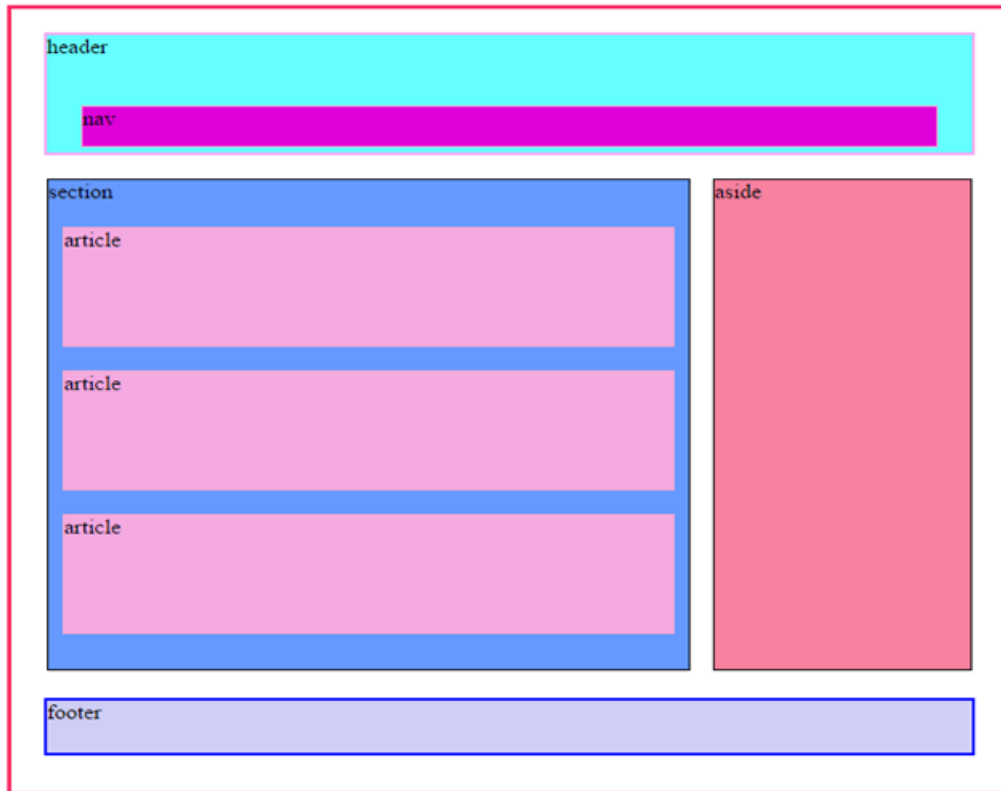 header
nav
section
aside
article
article
article
footer